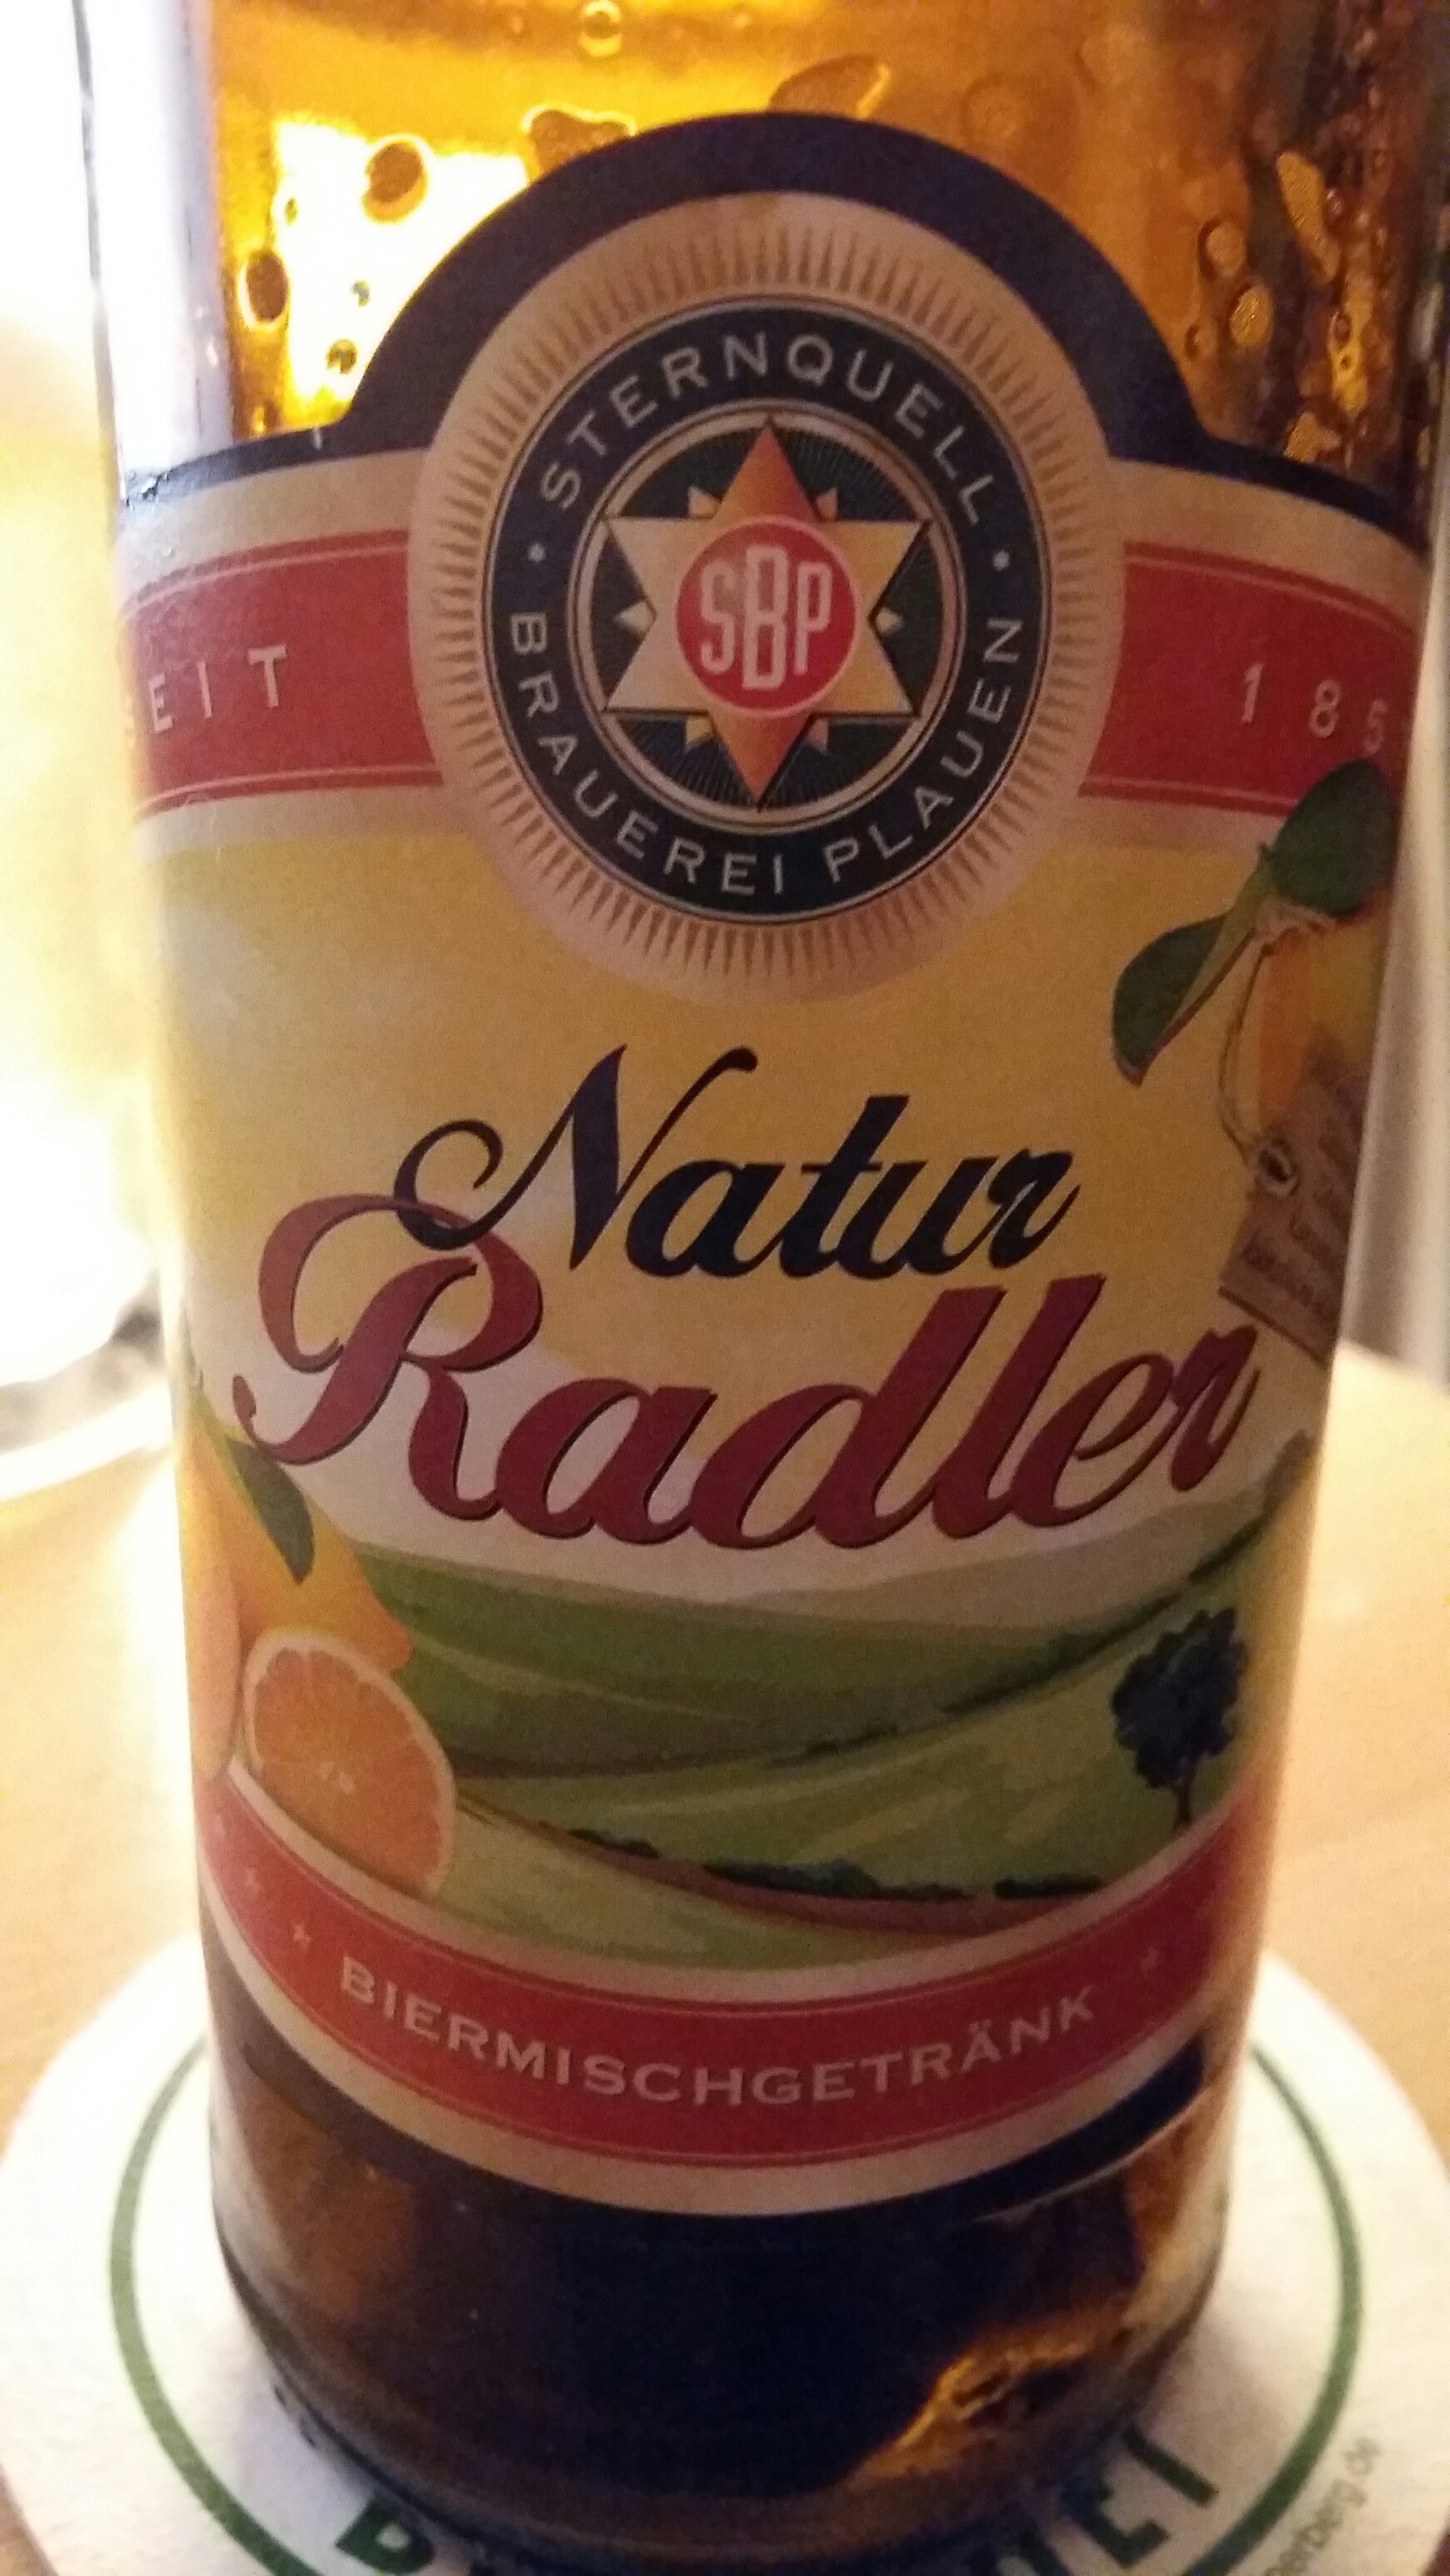 STERNQUELL
SBP
BRAUEREI PLAUEN
EIT
185
Natur
Radler
BIERMISCHGETRÄNK